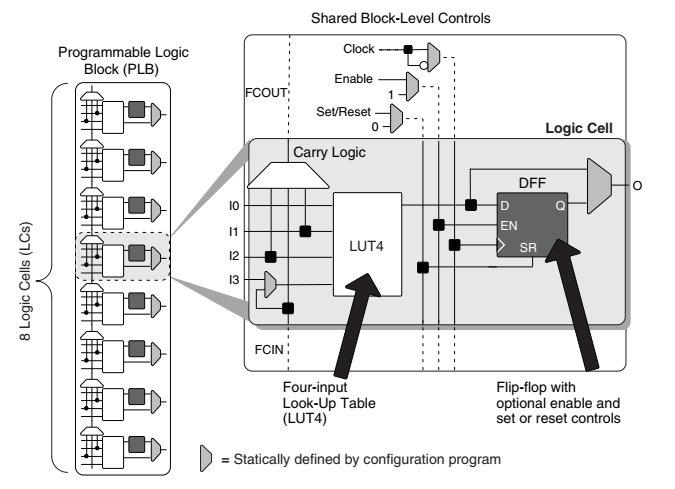 Shared Block-Level Controls
Programmable Logic
Block (PLB)
Clock
Enable
1
FCOUT
Set/Reset
0
Logic Cell
Carry Logic
DFF
I0
I1
I2
I3
LUT4
D
Q
EN
SR
O
8 Logic Cells (LCs)
FCIN
Four-input
Look-Up Table
(LUT4)
Flip-flop with
optional enable and
set or reset controls
= Statically defined by configuration program